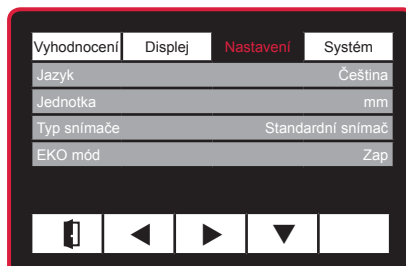 Vyhodnocení Displej Nastavení Systém
Jazyk Čeština
Jednotka mm
Typ snímače Standardní snímač
EKO mód Zap